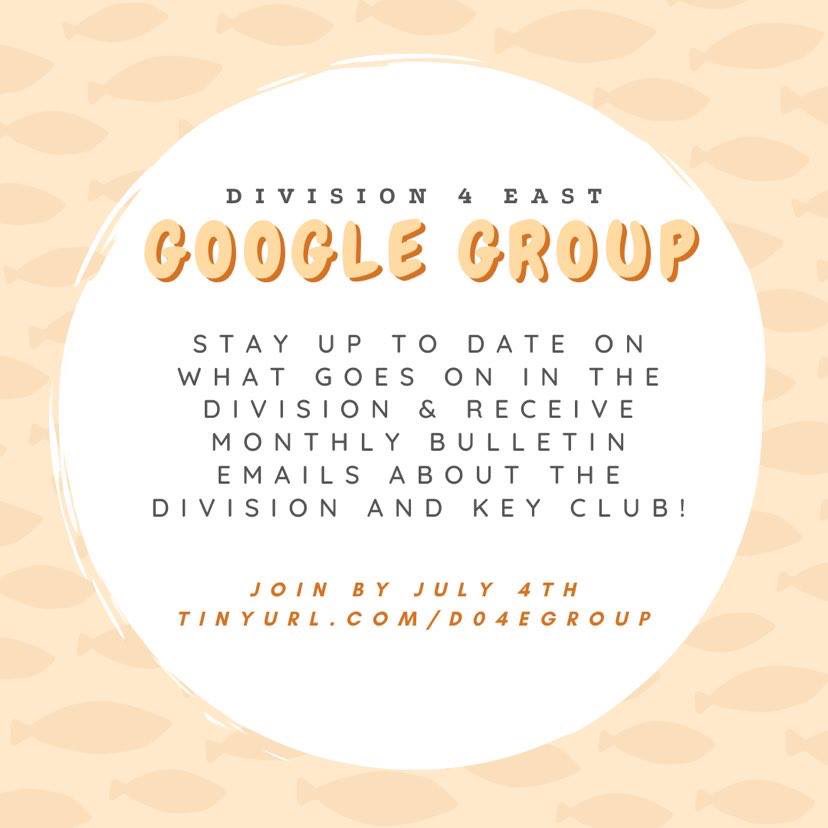 DIVISION 4 EAST
GOOGLE GROUP
STAY UP TO DATE ON
WHAT GOES ON IN THE
DIVISION & RECEIVE
MONTHLY BULLETIN
EMAILS ABOUT THE
DIVISION AND KEY CLUB!
JOIN BY JULY 4TH
TINYURL.COM/D04EGROUP